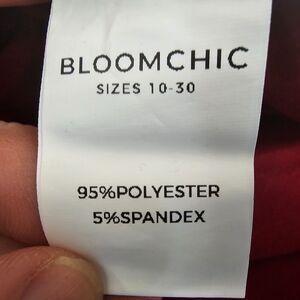 BLOOMCHIC
SIZES 10-30
95%POLYESTER
5%SPANDEX